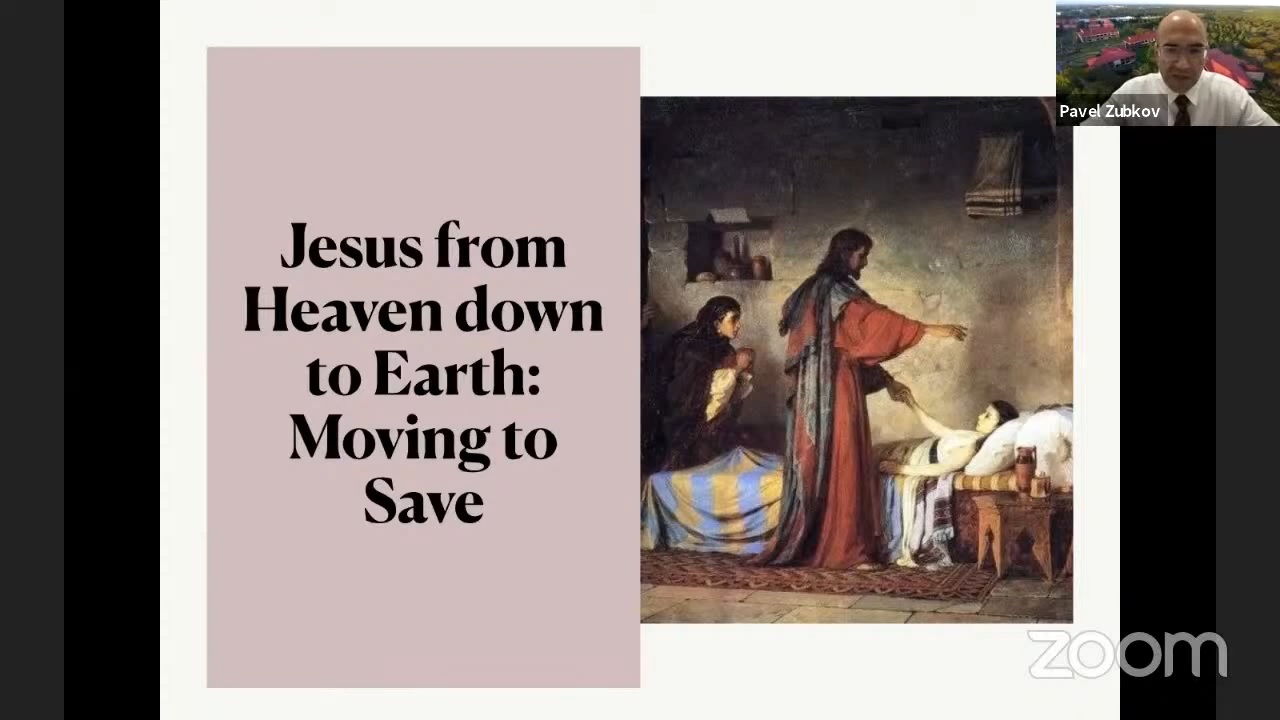 Jesus from
Heaven down
to Earth:
Moving to
Save
Pavel Zubkov
zoom